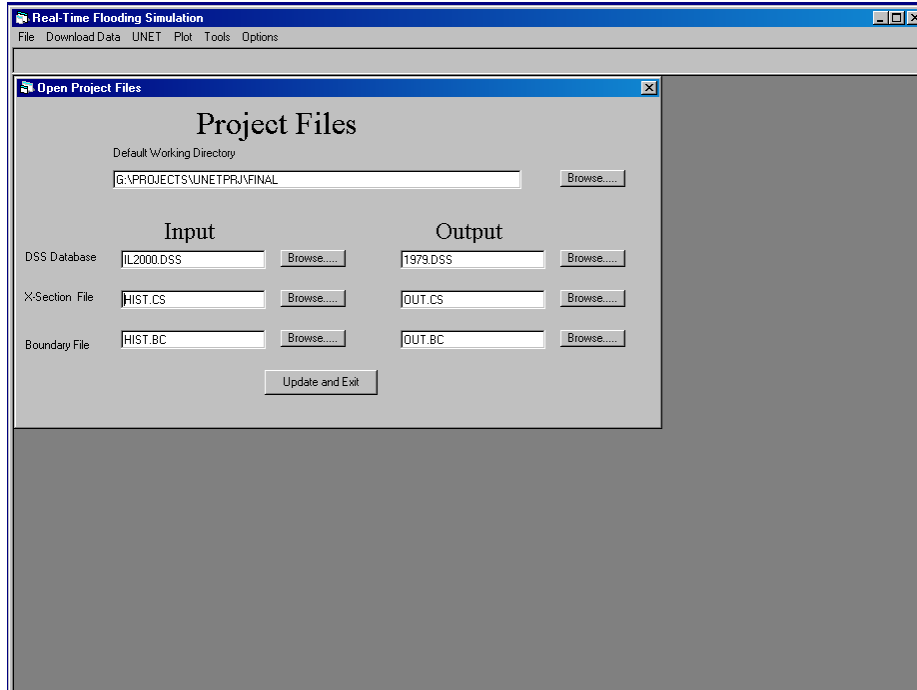 Real-Time Flooding Simulation
File Download Data UNET Plot Tools Options
Open Project Files
Project Files
Default Working Directory
G:\PROJECTS\UNETPRJ\FINAL Browse.....
Input Output
DSS Database IL2000.DSS Browse..... 1979.DSS Browse.....
X-Section File HIST.CS Browse..... OUT.CS Browse.....
Boundary File HIST.BC Browse..... OUT.BC Browse.....
Update and Exit